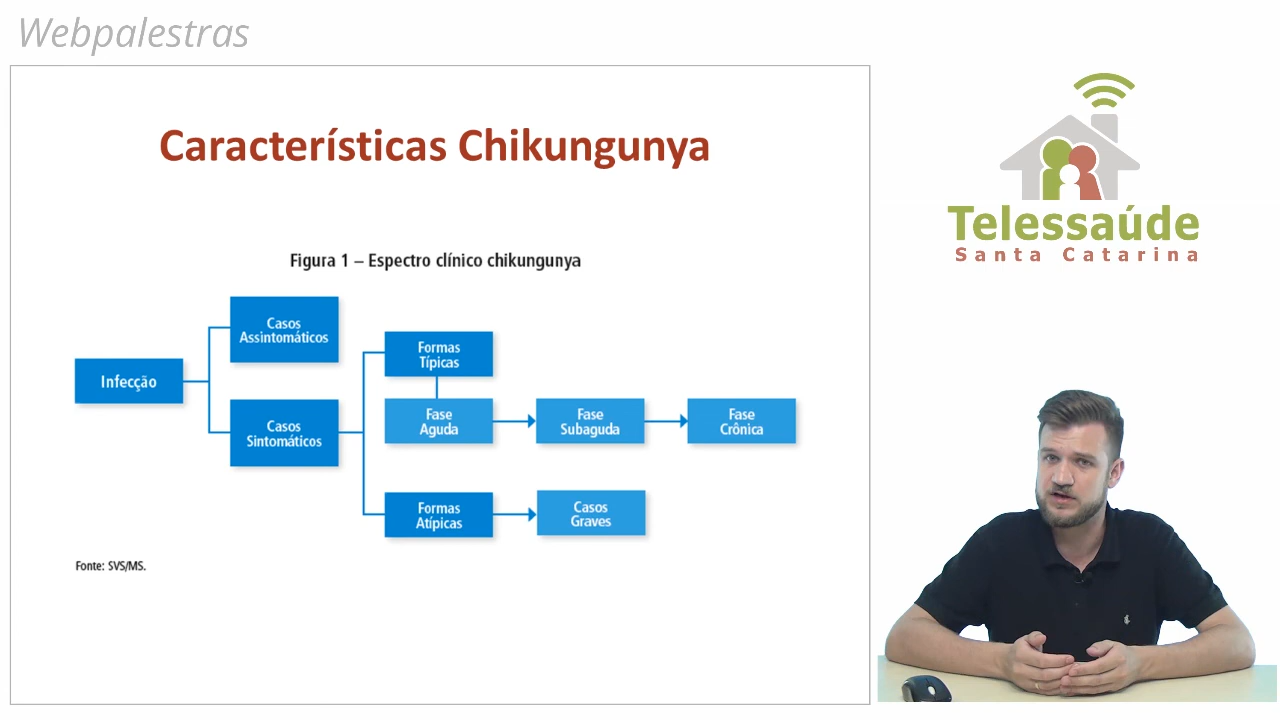 Webpalestras
Características Chikungunya
Figura 1 – Espectro clínico chikungunya
Infecção
Casos
Assintomáticos
Casos
Sintomáticos
Formas
Típicas
Fase
Aguda
Fase
Subaguda
Fase
Crônica
Formas
Atípicas
Casos
Graves
Fonte: SVS/MS.
Telessaúde
Santa Catarina